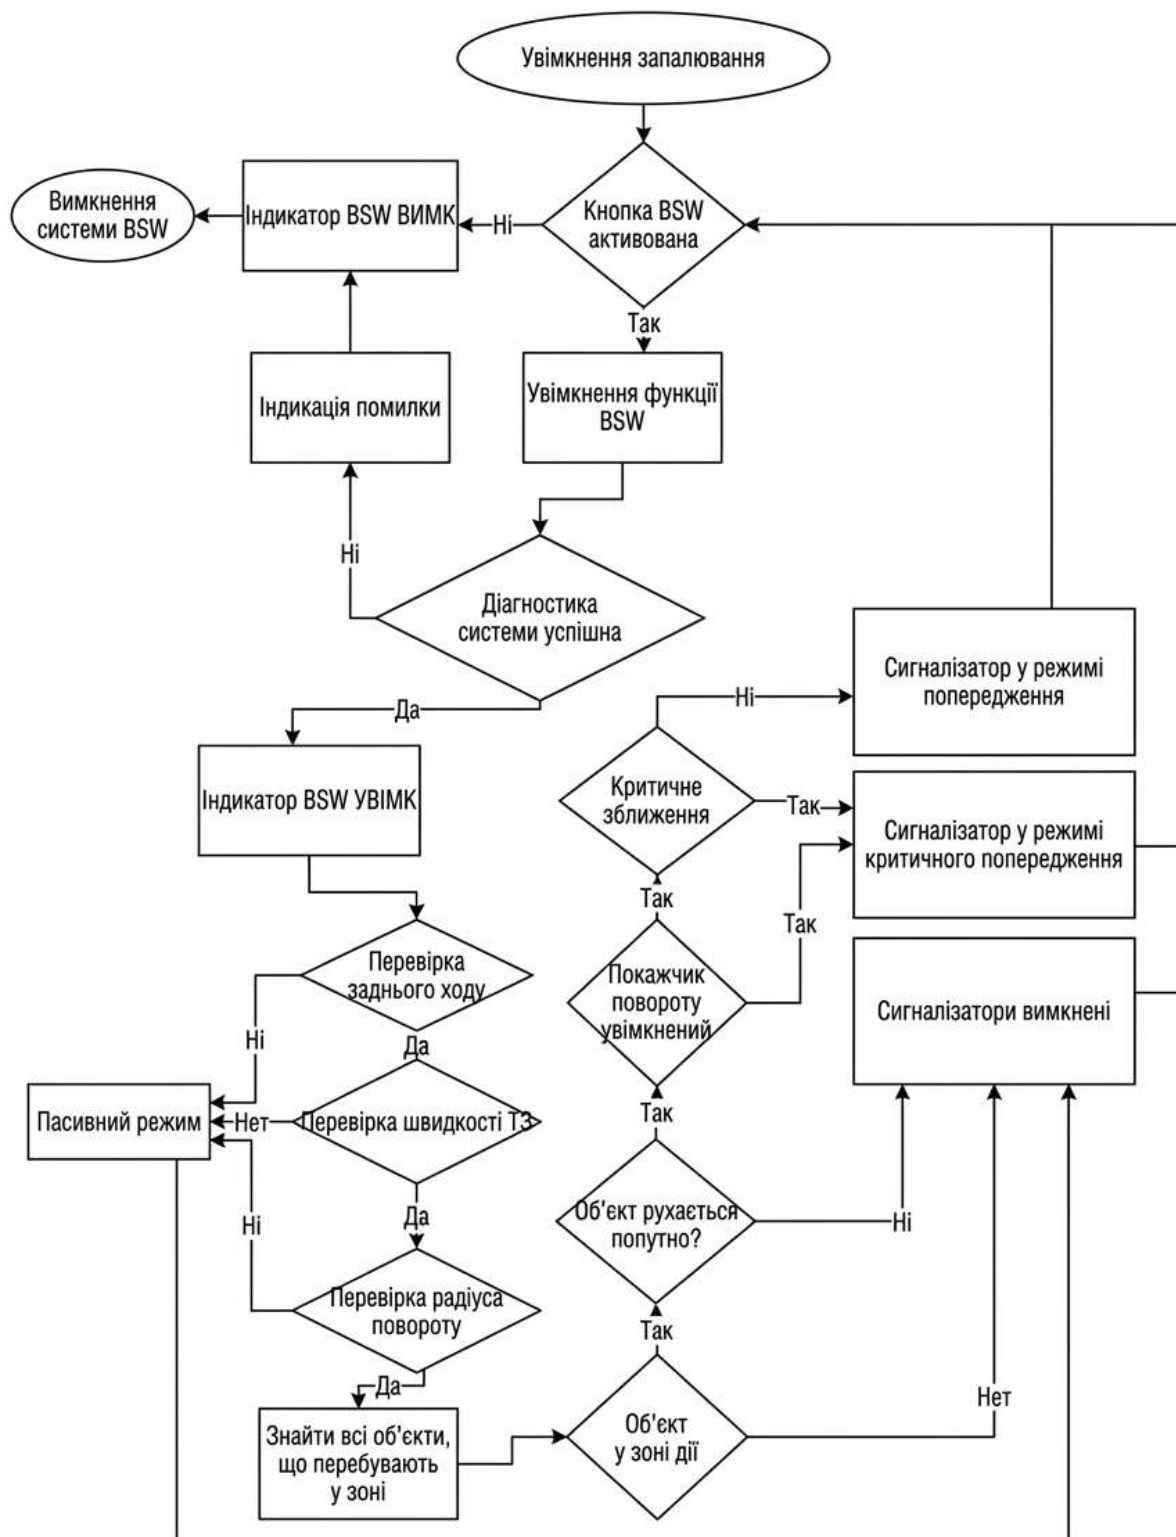 Увімкнення запалювання
Вимкнення
системи BSW
Індикатор BSW ВИМК
Ні
Кнопка BSW
активована
Так
Індикація помилки
Увімкнення функції
BSW
Ні
Діагностика
системи успішна
Да
Сигналізатор у режимі
попередження
Ні
Індикатор BSW УВІМК
Критичне
зближення
Так
Сигналізатор у режимі
критичного попередження
Так
Так
Перевірка
заднього ходу
Покажчик
повороту
увімкнений
Сигналізатори вимкнені
Ні
Да
Пасивний режим
Нет
Перевірка швидкості ТЗ
Так
Да
Ні
Об'єкт рухається
попутно?
Ні
Перевірка радіуса
повороту
Так
Да
Нет
Знайти всі об'єкти,
що перебувають
у зоні
Об'єкт
у зоні дії